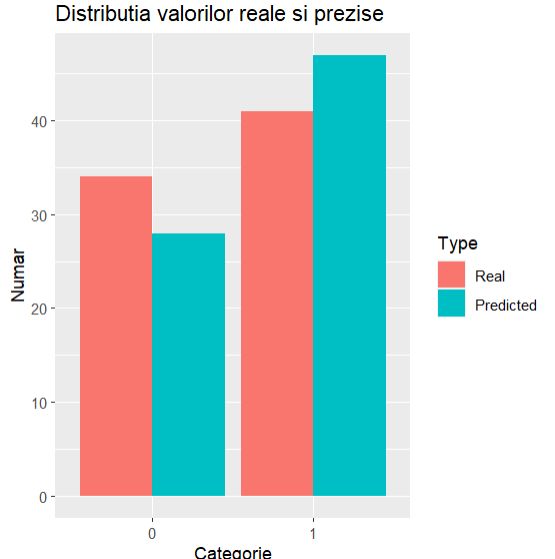 Distributia valorilor reale si prezise
Numar
40
30
20
10
0
0 1
Categorie
Type
Real
Predicted